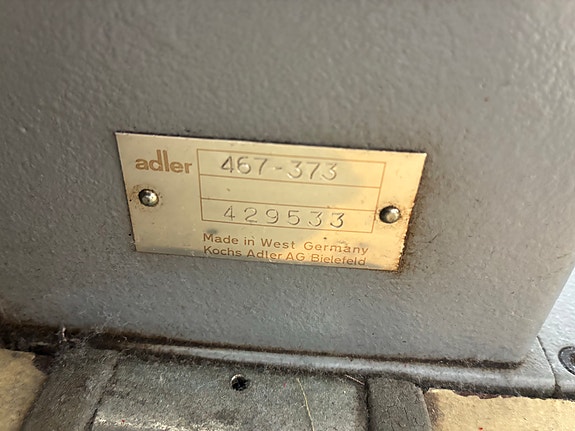 adler 467-373
429533
Made in West Germany
Kochs Adler AG Bielefeld